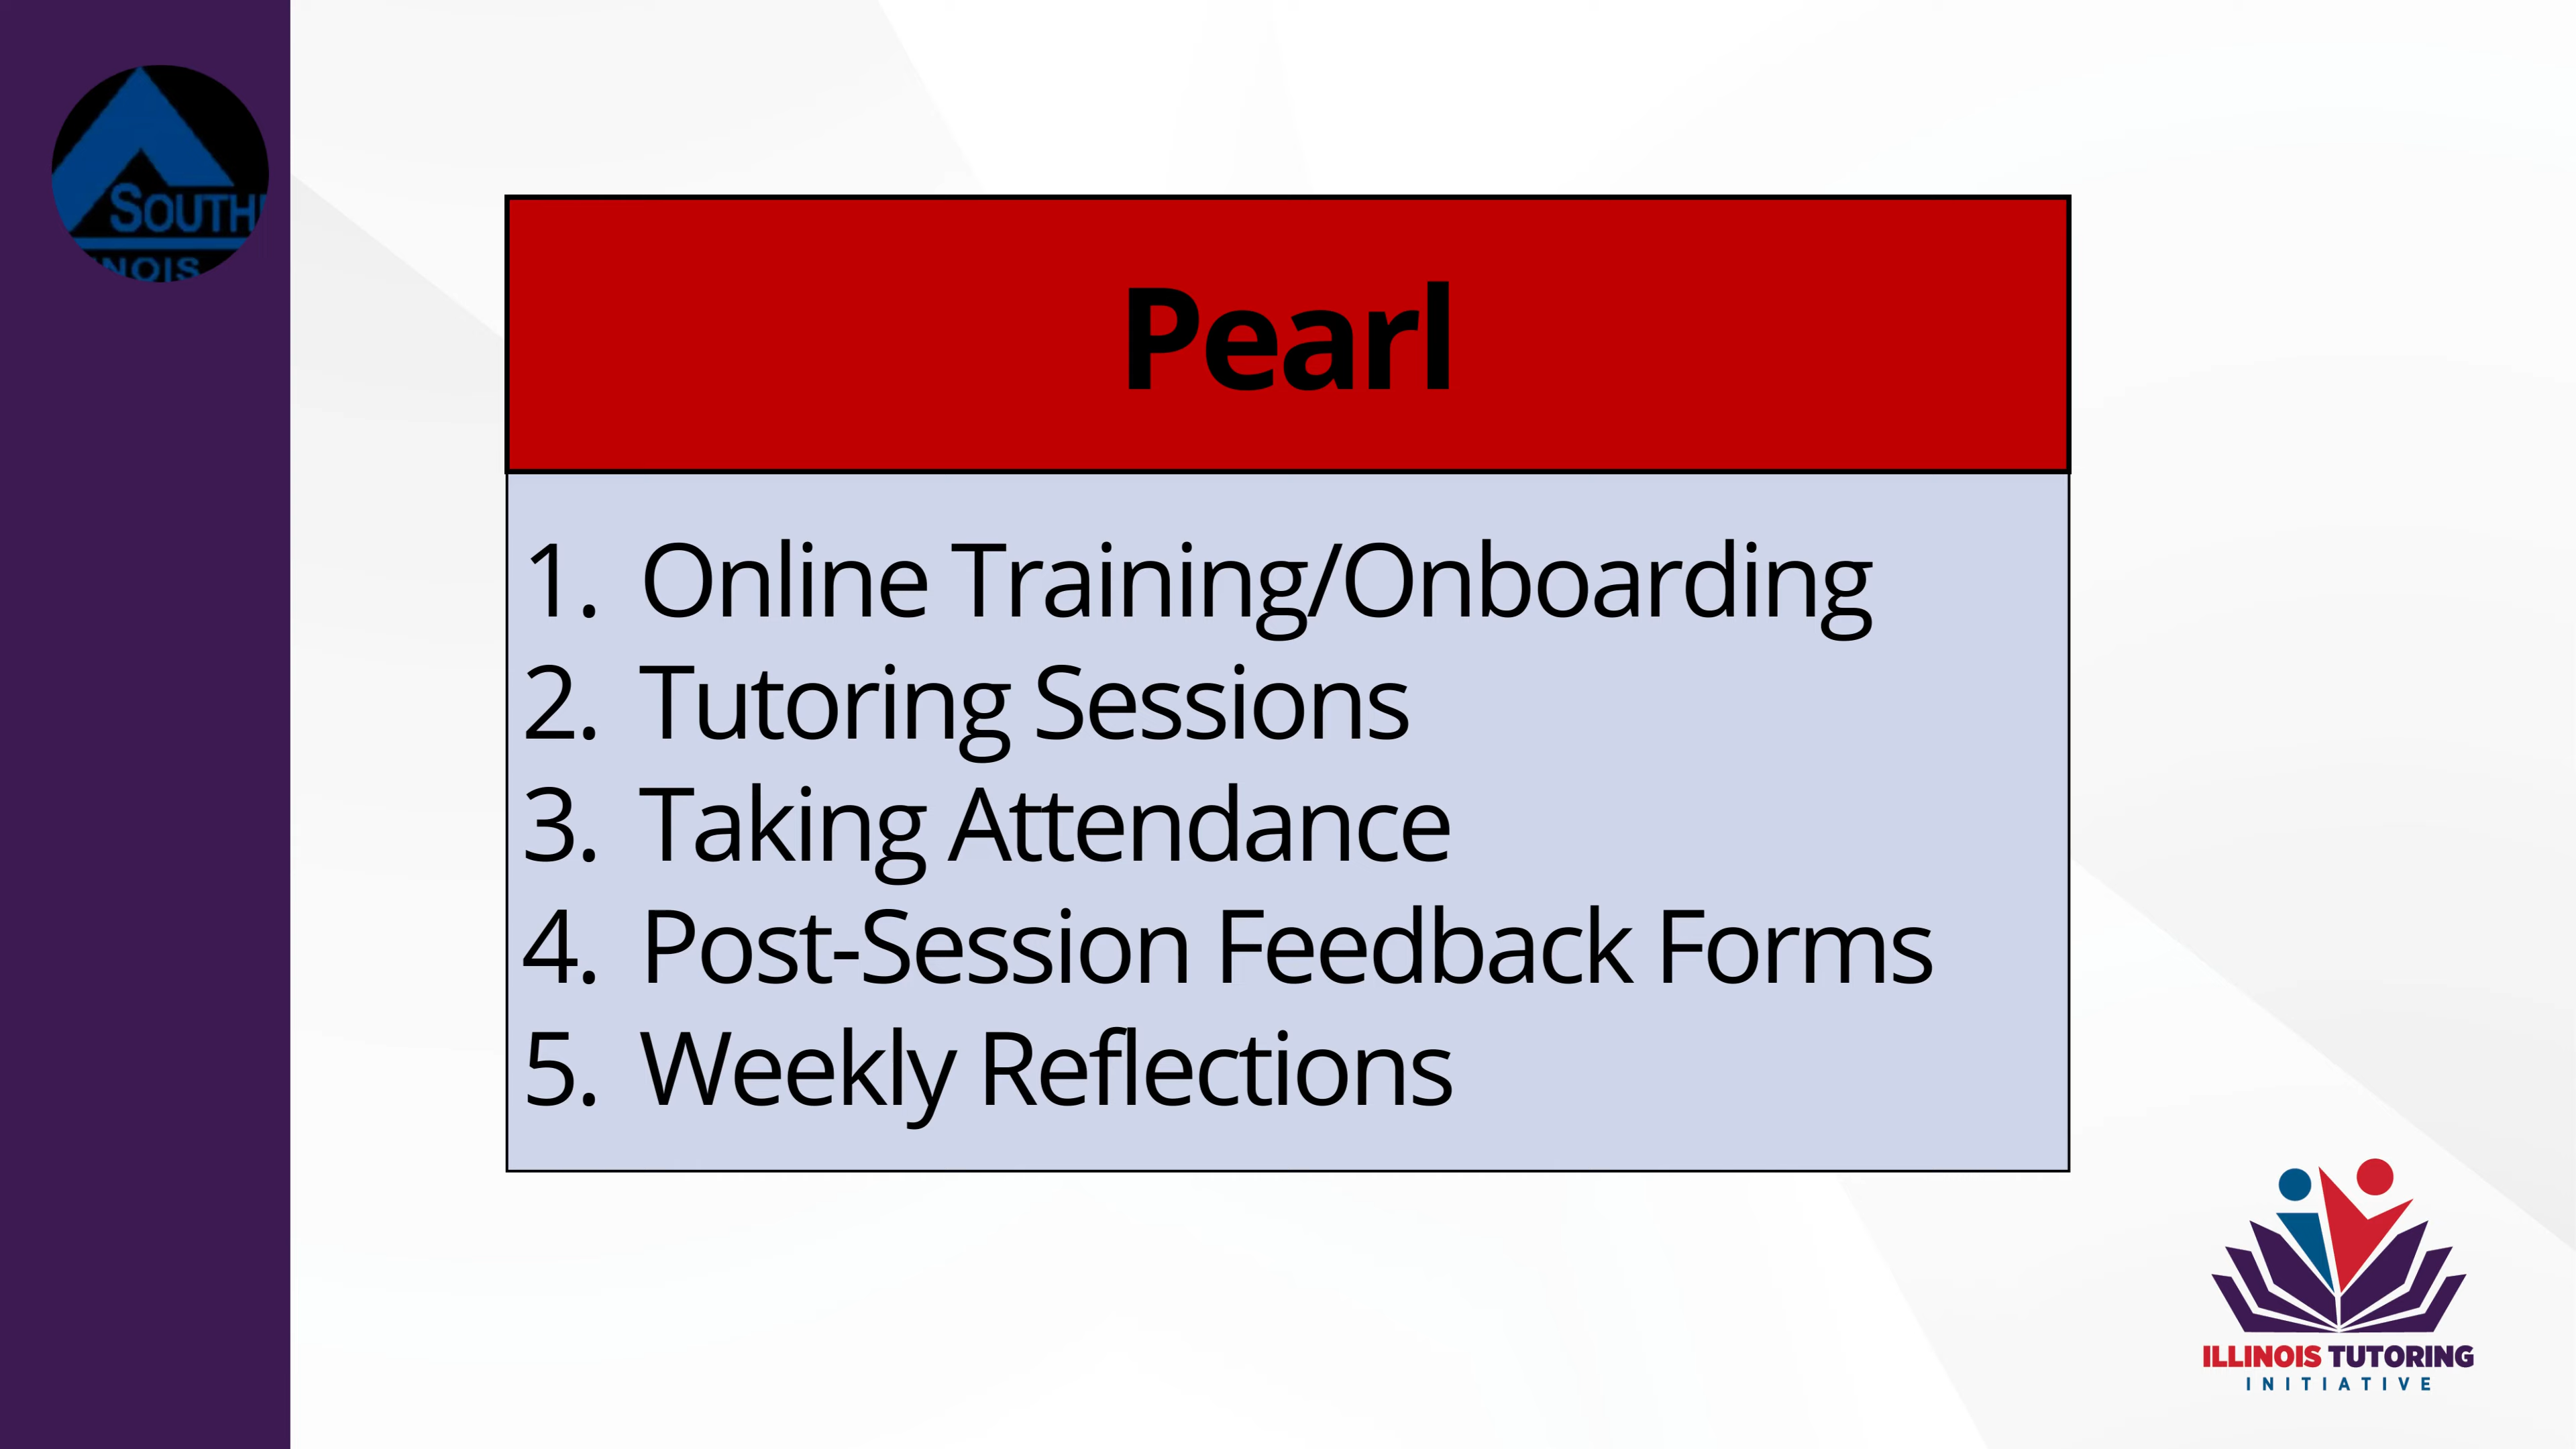 SOUTH
Pearl
1. Online Training/Onboarding
2. Tutoring Sessions
3. Taking Attendance
4. Post-Session Feedback Forms
5. Weekly Reflections
ILLINOIS TUTORING
INITIATIVE